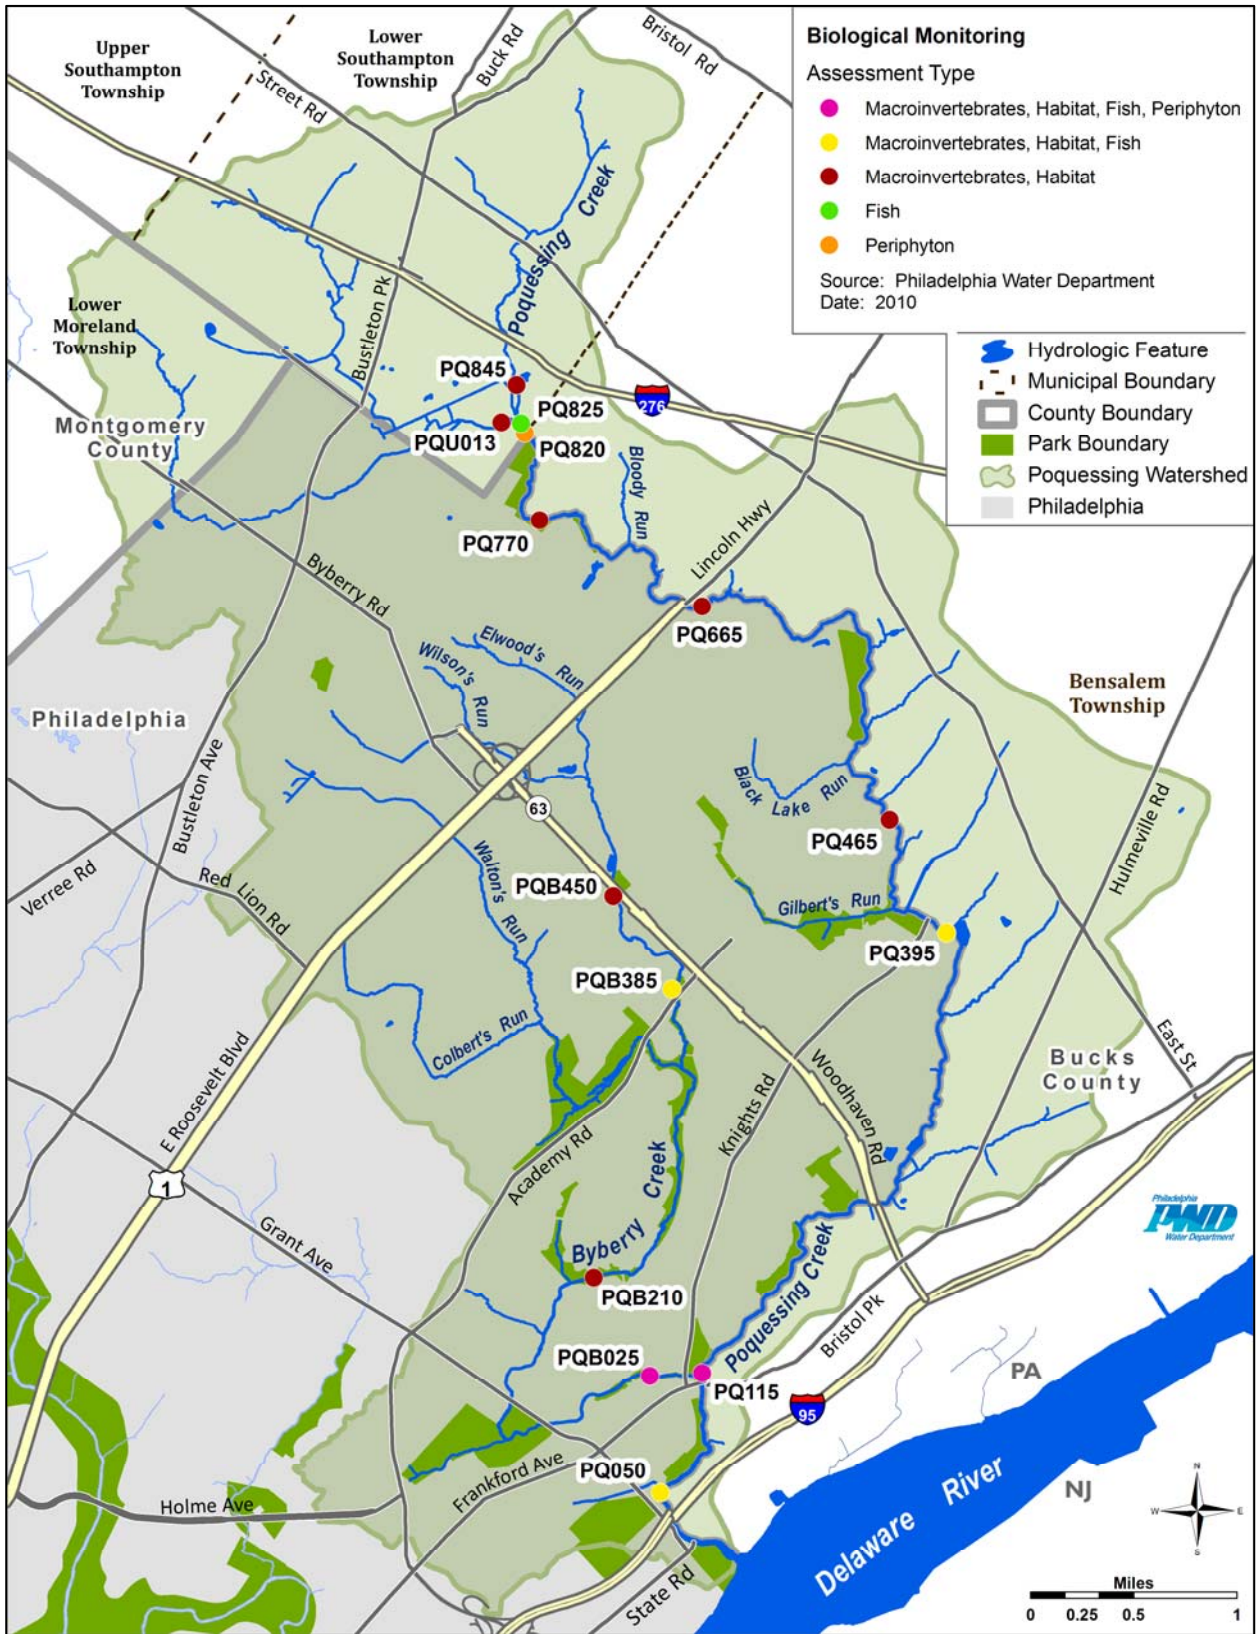 Biological Monitoring
Assessment Type
Macroinvertebrates, Habitat, Fish, Periphyton
Macroinvertebrates, Habitat, Fish
Macroinvertebrates, Habitat
Fish
Periphyton
Source: Philadelphia Water Department
Date: 2010
Hydrologic Feature
Municipal Boundary
County Boundary
Park Boundary
Poquessing Watershed
Philadelphia
Upper
Southampton
Township
Lower
Southampton
Township
Buck Rd
Bristol Rd
Street Rd
Poquessing Creek
Bustleton Pk
Lower
Moreland
Township
PQ845
276
PQ825
PQU013
PQ820
Montgomery
County
Bloody Run
PQ770
Lincoln Hwy
Byberry Rd
PQ665
Elwood's Run
Wilson's Run
Bensalem
Township
Philadelphia
Black Lake Run
Hulmeville Rd
63
Bustleton Ave
PQ465
Verree Rd
Red Lion Rd
Walton's Run
PQB450
Gilbert's Run
PQ395
PQB385
Colbert's Run
East St
Bucks
County
E Roosevelt Blvd
Knights Rd
Woodhaven Rd
Academy Rd
1
Byberry Creek
Philadelphia
PWD
Water Department
Grant Ave
PQB210
Poquessing Creek
Bristol Pk
PQB025
PQ115
PA
95
Frankford Ave
PQ050
Holme Ave
NJ
Delaware River
State Rd
N
W
E
S
Miles
0 0.25 0.5 1